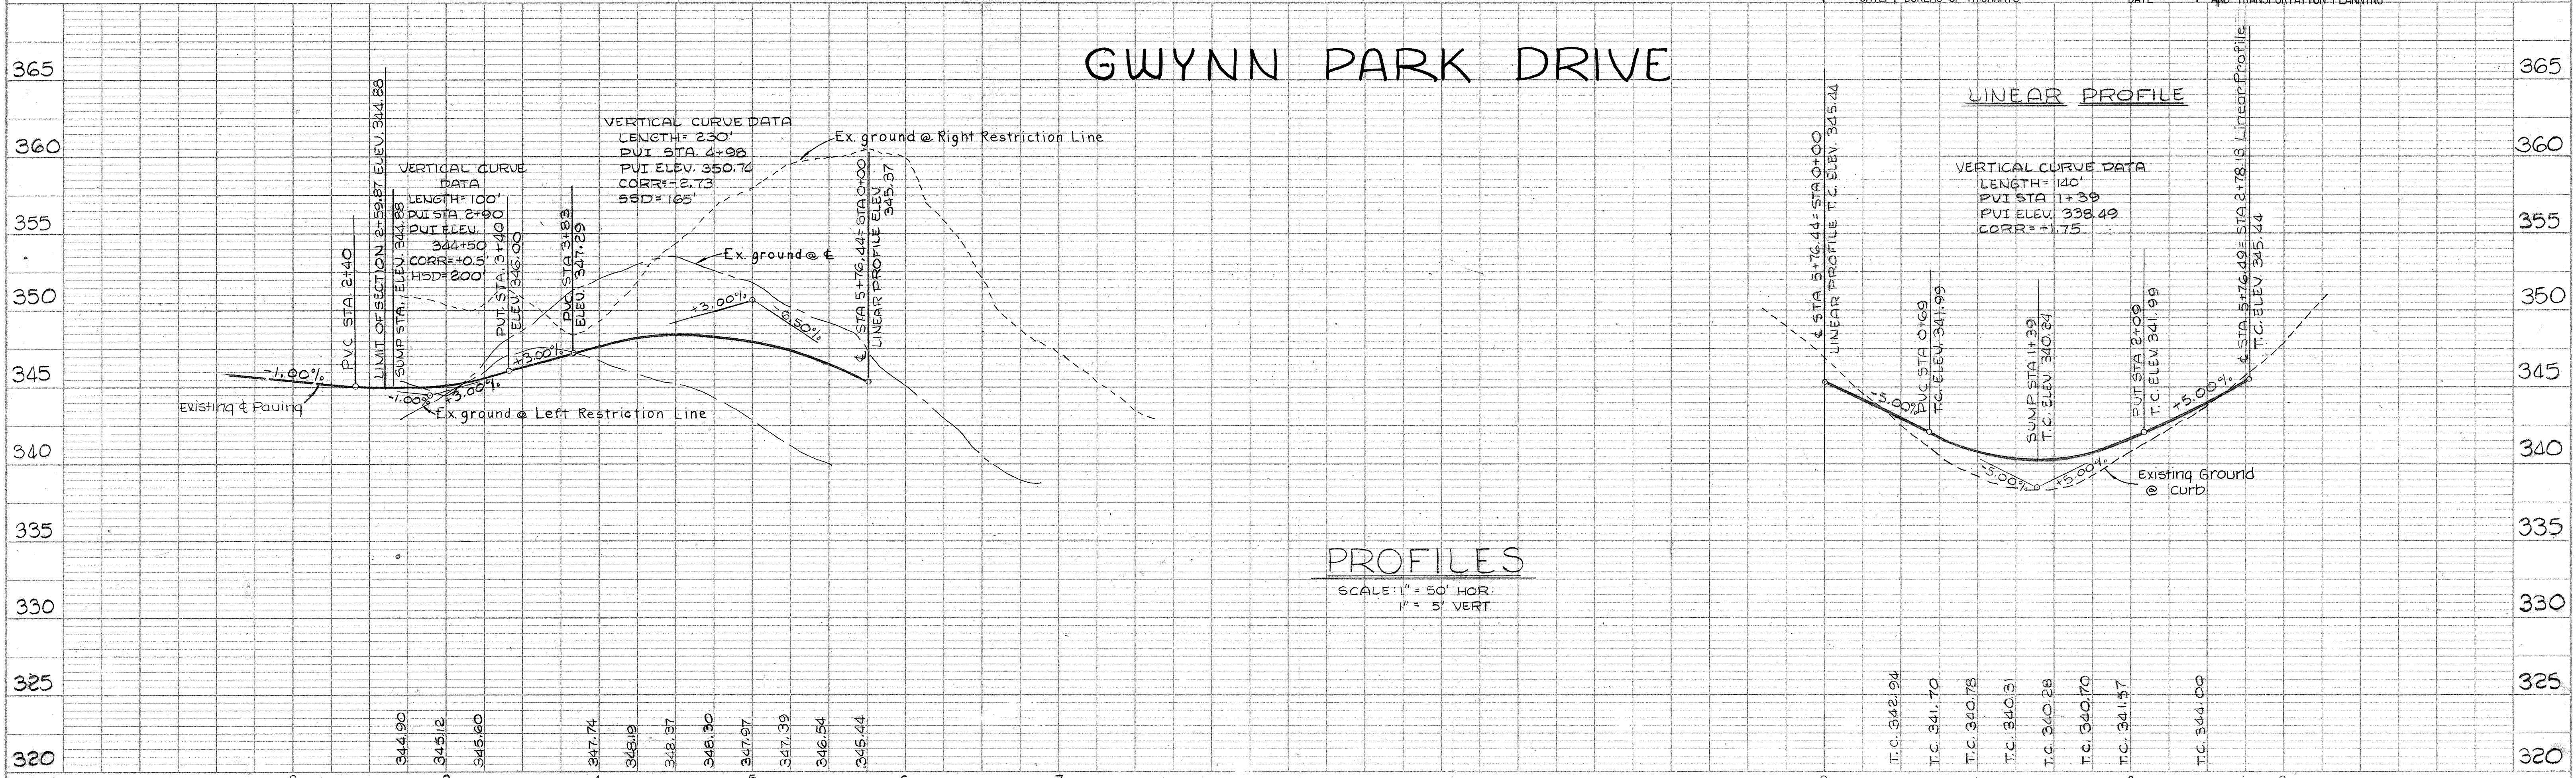 GWYNN PARK DRIVE
365
360
355
350
345
340
335
330
325
320
-1.00%
Existing ℄ Paving
PVC STA. 2+40
LIMIT OF SECTION 2+59.87 ELEV. 344.88
SUMP STA. ELEV. 344.88
VERTICAL CURVE
DATA
LENGTH= 100'
PVI STA 2+90
PVI ELEV.
344+50
CORR=+0.5'
HSD=200'
PVT. STA. 3+40
ELEV. 346.00
-1.00%
+3.00%
Ex. ground @ Left Restriction Line
+3.00%
PVC STA 3+83
ELEV. 347.29
VERTICAL CURVE DATA
LENGTH= 230'
PVI STA. 4+98
PVI ELEV. 350.74
CORR=-2.73
SSD= 165'
Ex. ground @ Right Restriction Line
Ex. ground @ ℄
+3.00%
-6.50%
℄ STA 5+76.44= STA 0+00
LINEAR PROFILE ELEV.
345.37
PROFILES
SCALE: 1" = 50' HOR.
1" = 5' VERT.
LINEAR PROFILE
℄ STA. 5+76.44= STA 0+00
LINEAR PROFILE T.C. ELEV. 345.44
VERTICAL CURVE DATA
LENGTH= 140'
PVI STA 1+39
PVI ELEV. 338.49
CORR= +1.75
-5.00%
PVC STA 0+69
T.C. ELEV. 341.99
SUMP STA. 1+39
T.C. ELEV. 340.24
PVT STA 2+09
T.C. ELEV. 341.99
+5.00%
℄ STA. 5+76.49= STA 2+78.13 Linear Profile
T.C. ELEV. 345.44
-5.00%
+5.00%
Existing Ground
@ curb
365
360
355
350
345
340
335
330
325
320
344.90
345.12
345.60
347.74
348.19
348.37
348.30
347.97
347.39
346.54
345.44
T.C. 342.94
T.C. 341.70
T.C. 340.78
T.C. 340.31
T.C. 340.28
T.C. 340.70
T.C. 341.57
T.C. 344.00